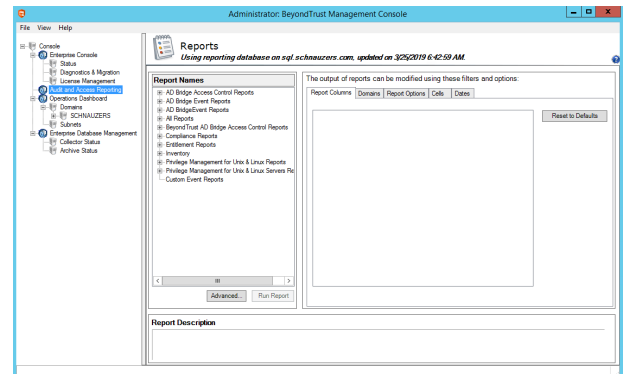 Administrator: BeyondTrust Management Console
File View Help
Console
Enterprise Console
Status
Diagnostics & Migration
License Management
Audit and Access Reporting
Operations Dashboard
Domains
SCHNAUZERS
Subnets
Enterprise Database Management
Collector Status
Archive Status
Reports
Using reporting database on sql.schnauzers.com, updated on 3/25/2019 6:42:59 AM.
Report Names
AD Bridge Access Control Reports
AD Bridge Event Reports
AD BridgeEvent Reports
All Reports
BeyondTrust AD Bridge Access Control Reports
Compliance Reports
Entitlement Reports
Inventory
Privilege Management for Unix & Linux Reports
Privilege Management for Unix & Linux Servers Re
Custom Event Reports
Advanced... Run Report
The output of reports can be modified using these filters and options:
Report Columns Domains Report Options Cells Dates
Reset to Defaults
Report Description